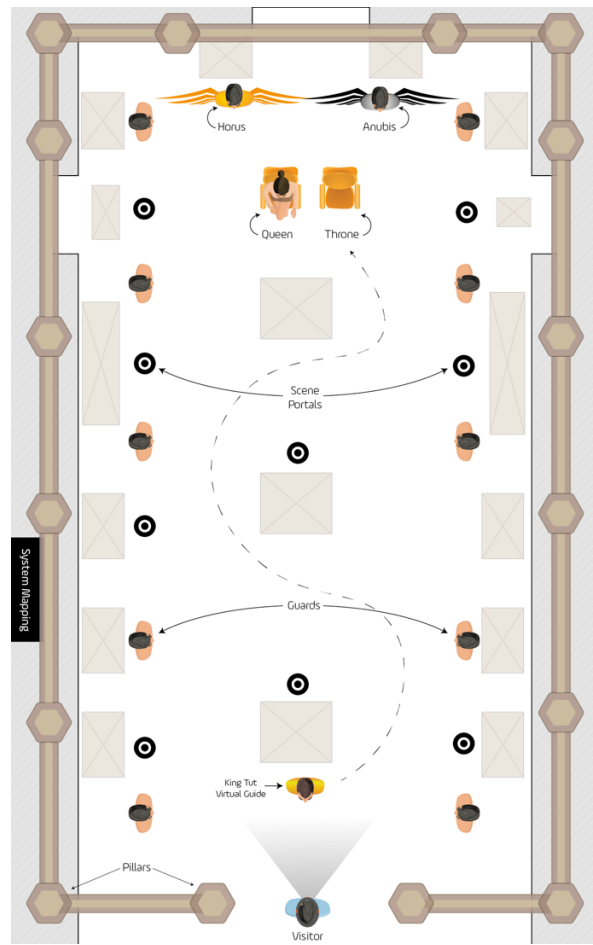 Horus
Anubis
Queen
Throne
Scene
Portals
System Mapping
Guards
King Tut
Virtual Guide
Pillars
Visitor